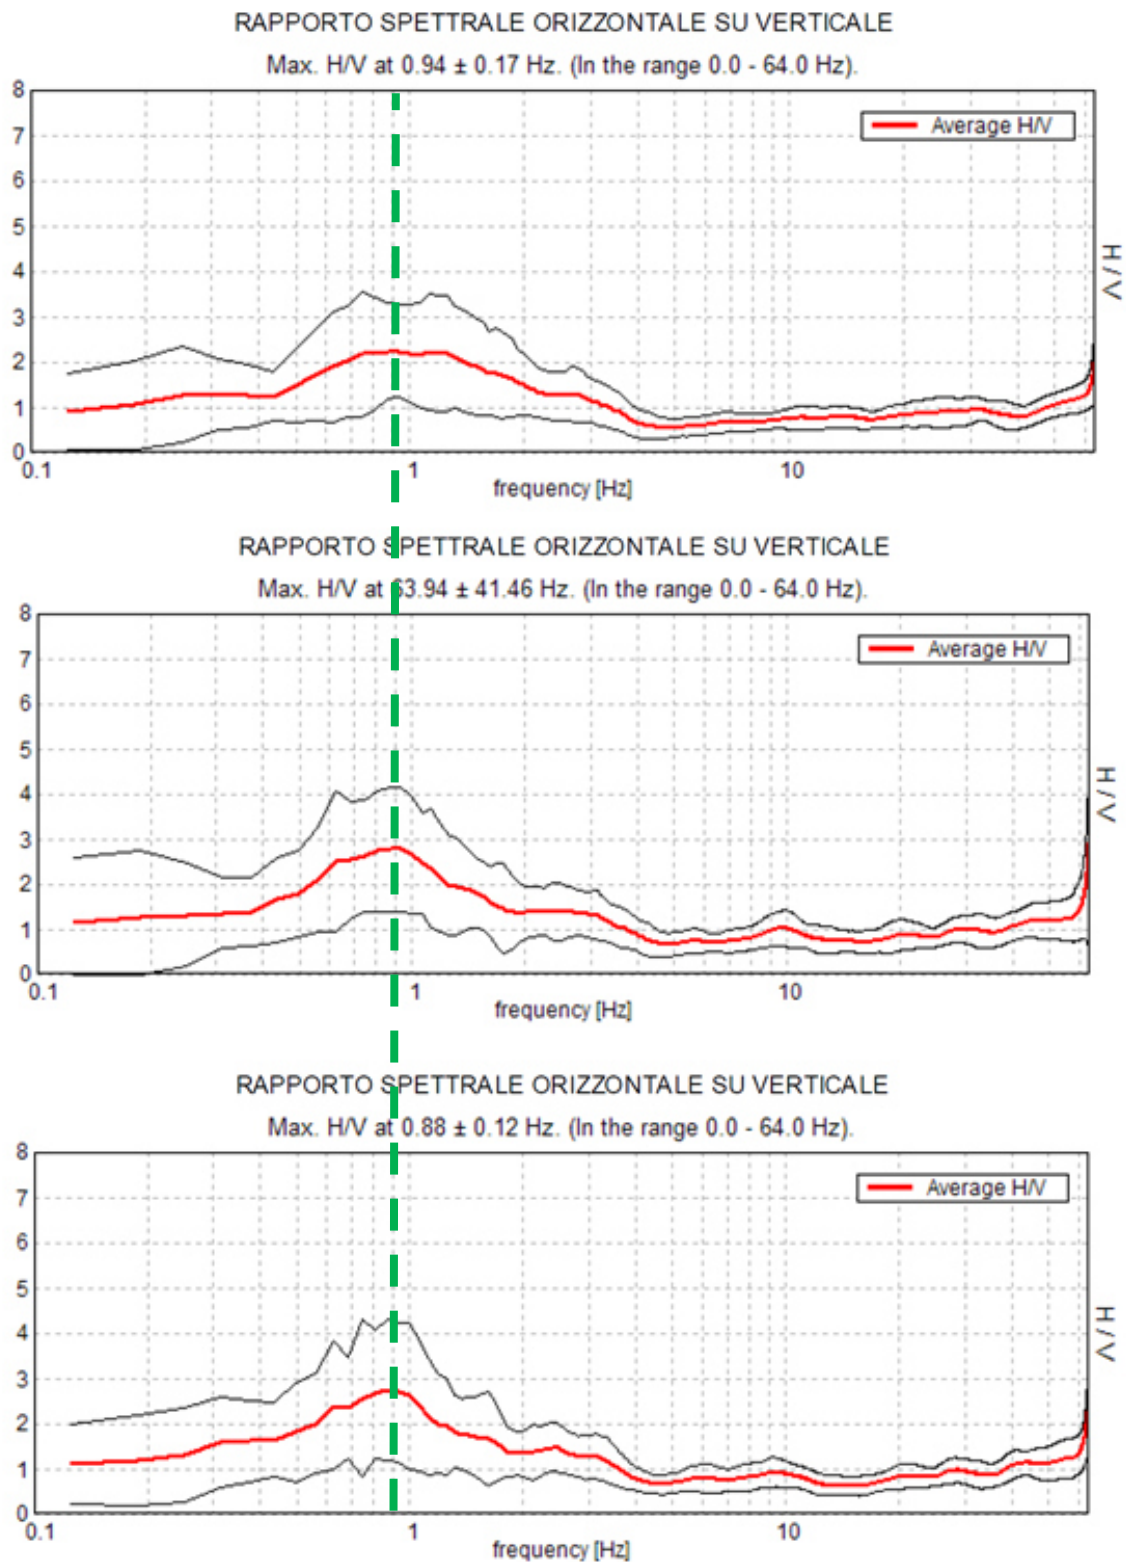 RAPPORTO SPETTRALE ORIZZONTALE SU VERTICALE
Max. H/V at 0.94 ± 0.17 Hz. (In the range 0.0 - 64.0 Hz).
8
7
6
5
4
3
2
1
0
Average H/V
H / V
0.1 1 10
frequency [Hz]
RAPPORTO SPETTRALE ORIZZONTALE SU VERTICALE
Max. H/V at 63.94 ± 41.46 Hz. (In the range 0.0 - 64.0 Hz).
8
7
6
5
4
3
2
1
0
Average H/V
H / V
0.1 1 10
frequency [Hz]
RAPPORTO SPETTRALE ORIZZONTALE SU VERTICALE
Max. H/V at 0.88 ± 0.12 Hz. (In the range 0.0 - 64.0 Hz).
8
7
6
5
4
3
2
1
0
Average H/V
H / V
0.1 1 10
frequency [Hz]